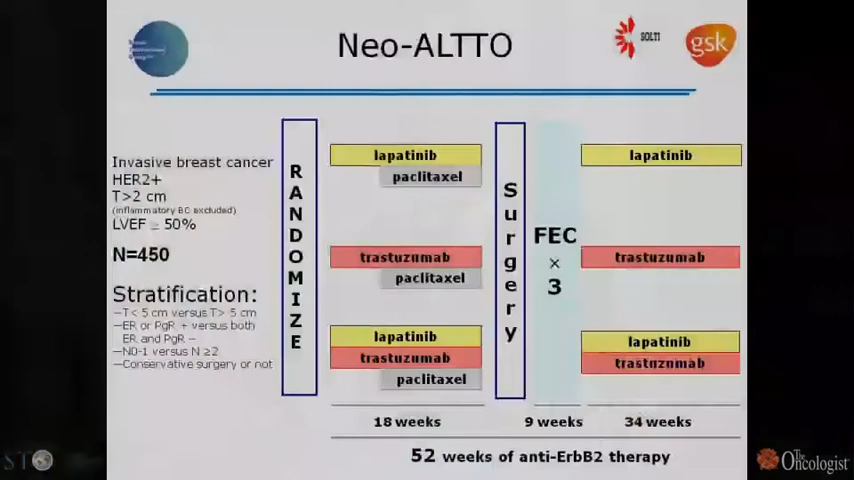 Neo-ALTTO
SOLTI
gsk
Invasive breast cancer
HER2+
T>2 cm
(inflammatory BC excluded)
LVEF ≥ 50%
N=450
Stratification:
—T< 5 cm versus T> 5 cm
—ER or PgR + versus both
ER and PgR –
—N0-1 versus N ≥2
—Conservative surgery or not
RANDOMIZE
lapatinib
paclitaxel
trastuzumab
paclitaxel
lapatinib
trastuzumab
paclitaxel
Surgery
FEC
×
3
lapatinib
trastuzumab
lapatinib
trastuzumab
18 weeks
9 weeks
34 weeks
52 weeks of anti-ErbB2 therapy
STO
The
Oncologist